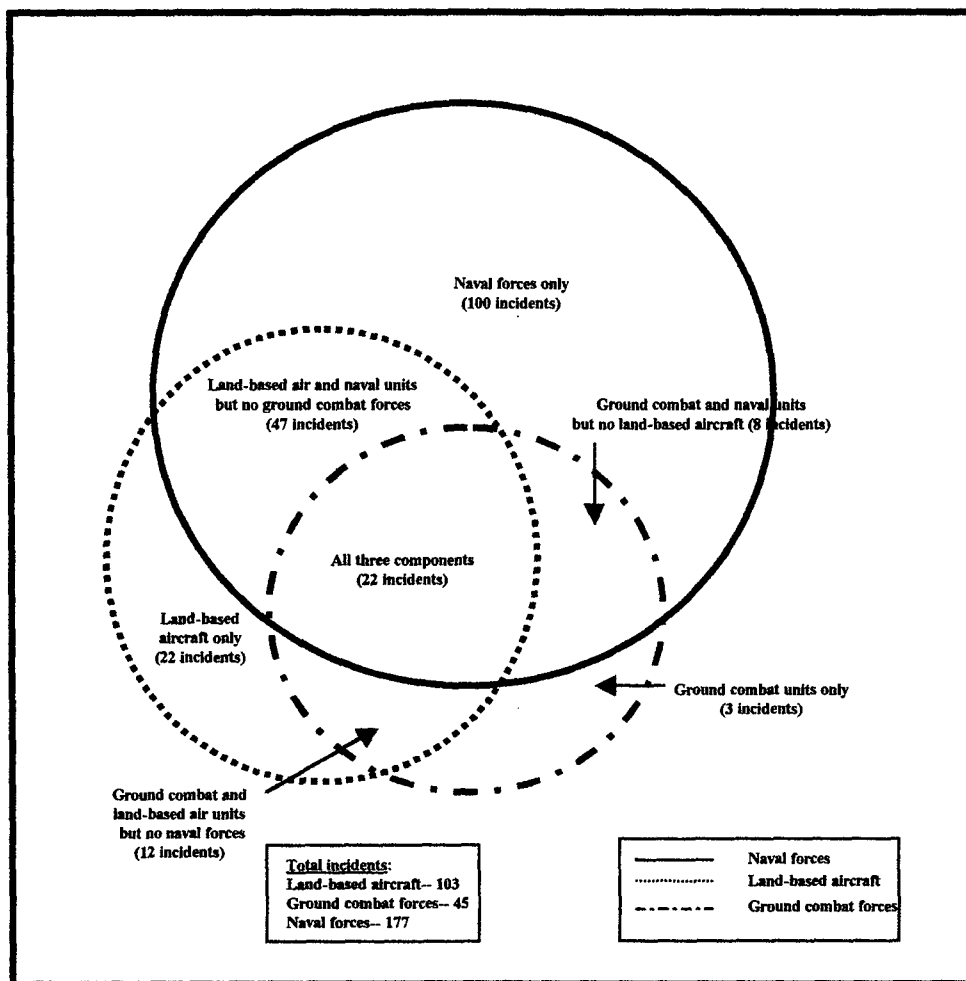 Naval forces only
(100 incidents)
Land-based air and naval units
but no ground combat forces
(47 incidents)
Ground combat and naval units
but no land-based aircraft (8 incidents)
All three components
(22 incidents)
Land-based
aircraft only
(22 incidents)
Ground combat units only
(3 incidents)
Ground combat and
land-based air units
but no naval forces
(12 incidents)
Total incidents:
Land-based aircraft-- 103
Ground combat forces-- 45
Naval forces-- 177
Naval forces
Land-based aircraft
Ground combat forces